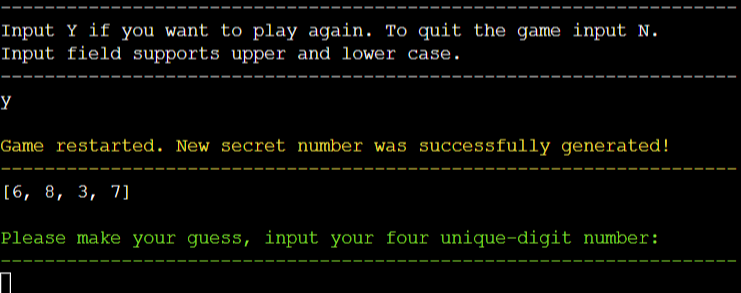 Input Y if you want to play again. To quit the game input N.
Input field supports upper and lower case.
y
Game restarted. New secret number was successfully generated!
[6, 8, 3, 7]
Please make your guess, input your four unique-digit number: